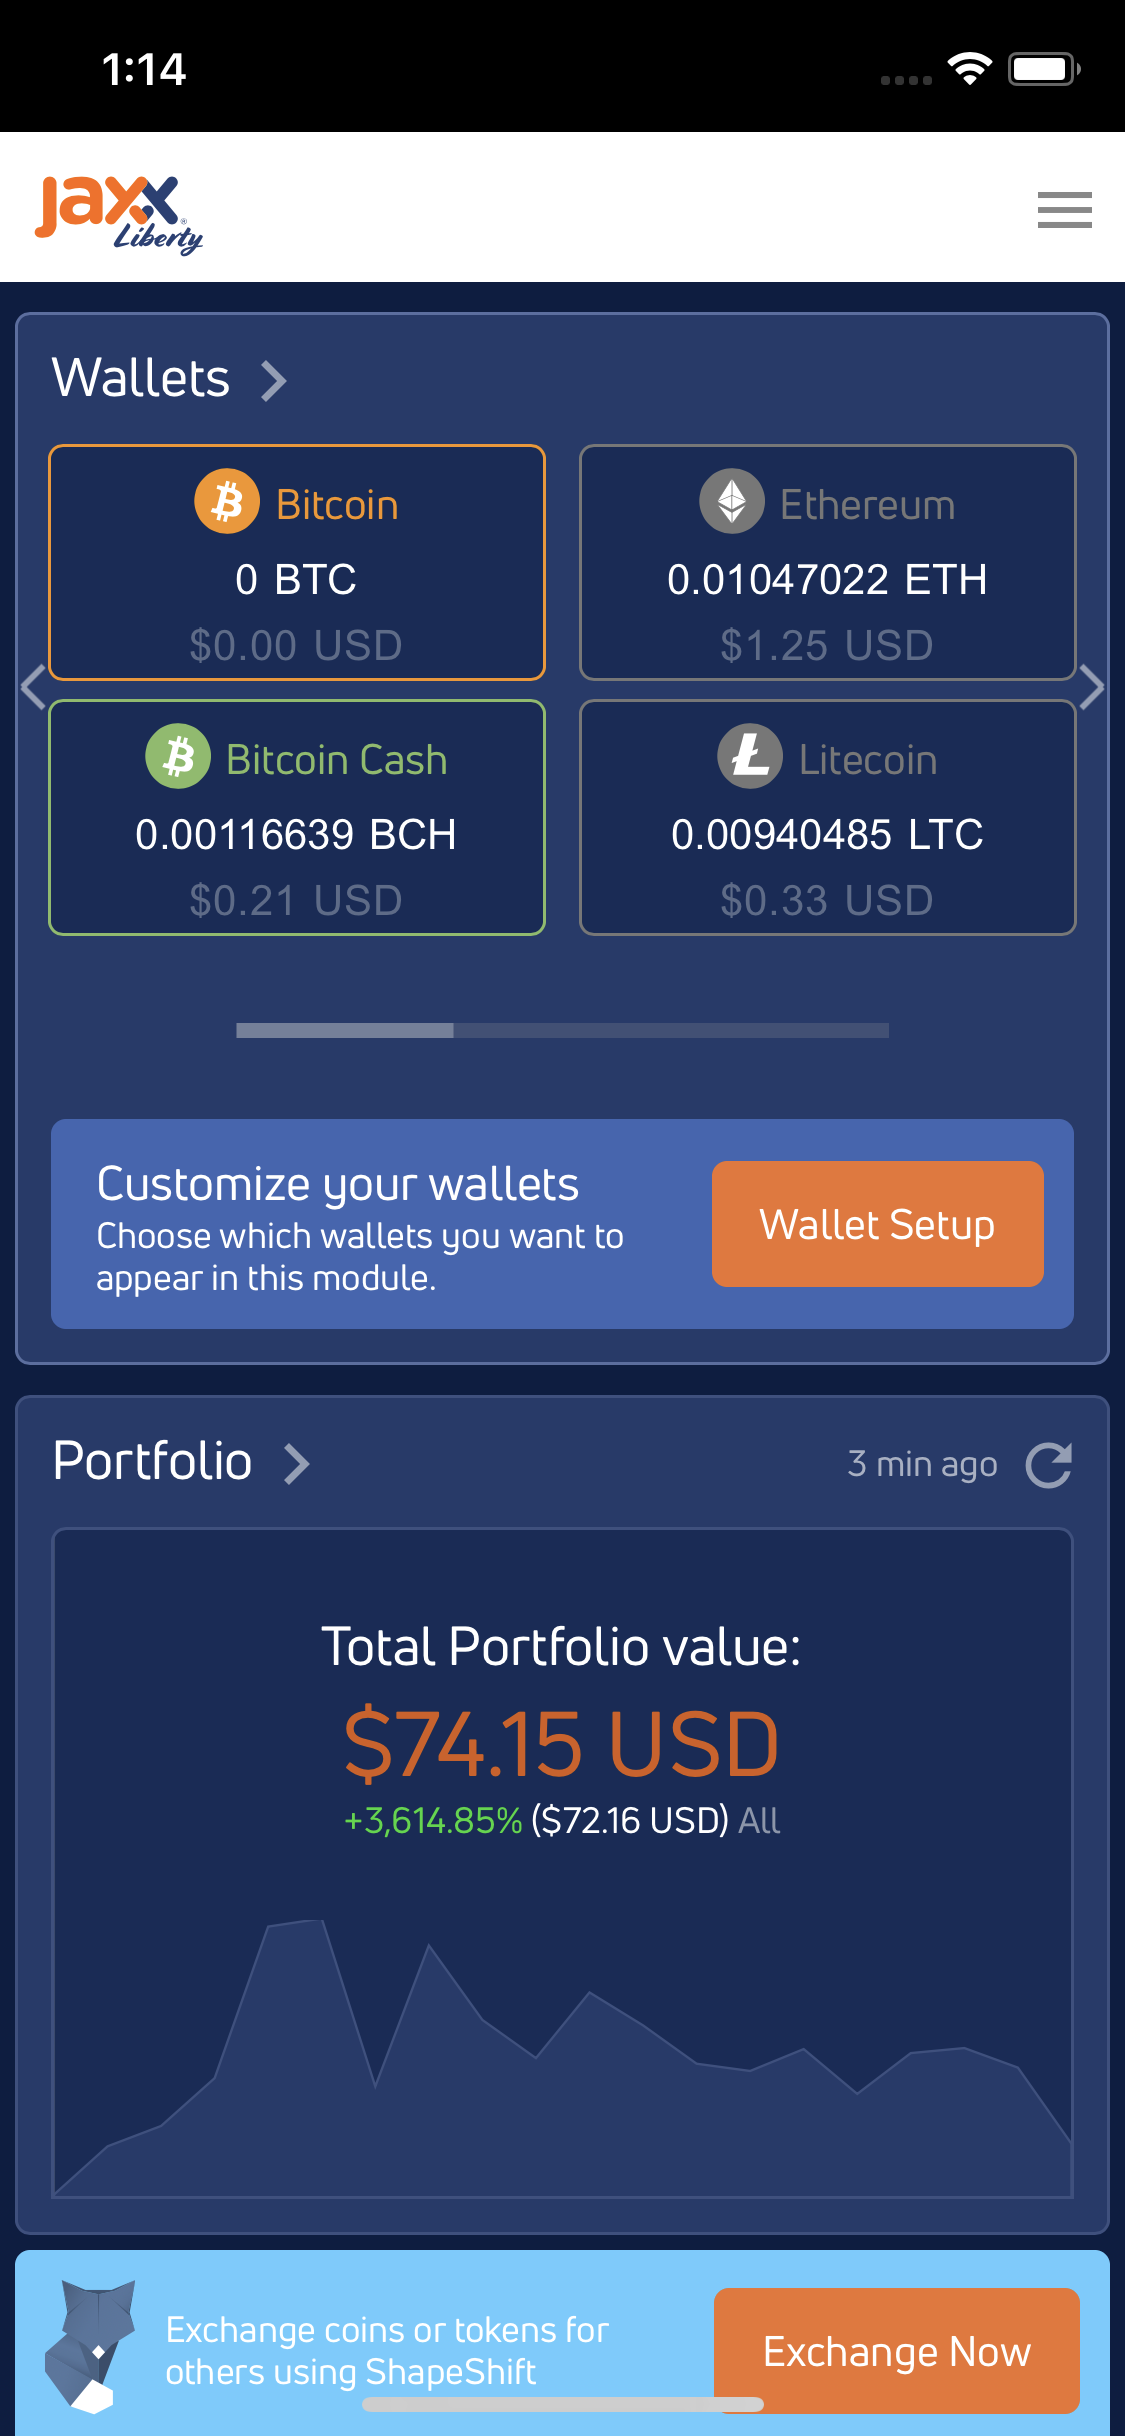 1:14
jaxx
Liberty
Wallets
Bitcoin
0 BTC
$0.00 USD
Ethereum
0.01047022 ETH
$1.25 USD
Bitcoin Cash
0.00116639 BCH
$0.21 USD
Litecoin
0.00940485 LTC
$0.33 USD
Customize your wallets
Choose which wallets you want to
appear in this module.
Wallet Setup
Portfolio
3 min ago
Total Portfolio value:
$74.15 USD
+3,614.85% ($72.16 USD) All
Exchange coins or tokens for
others using ShapeShift
Exchange Now